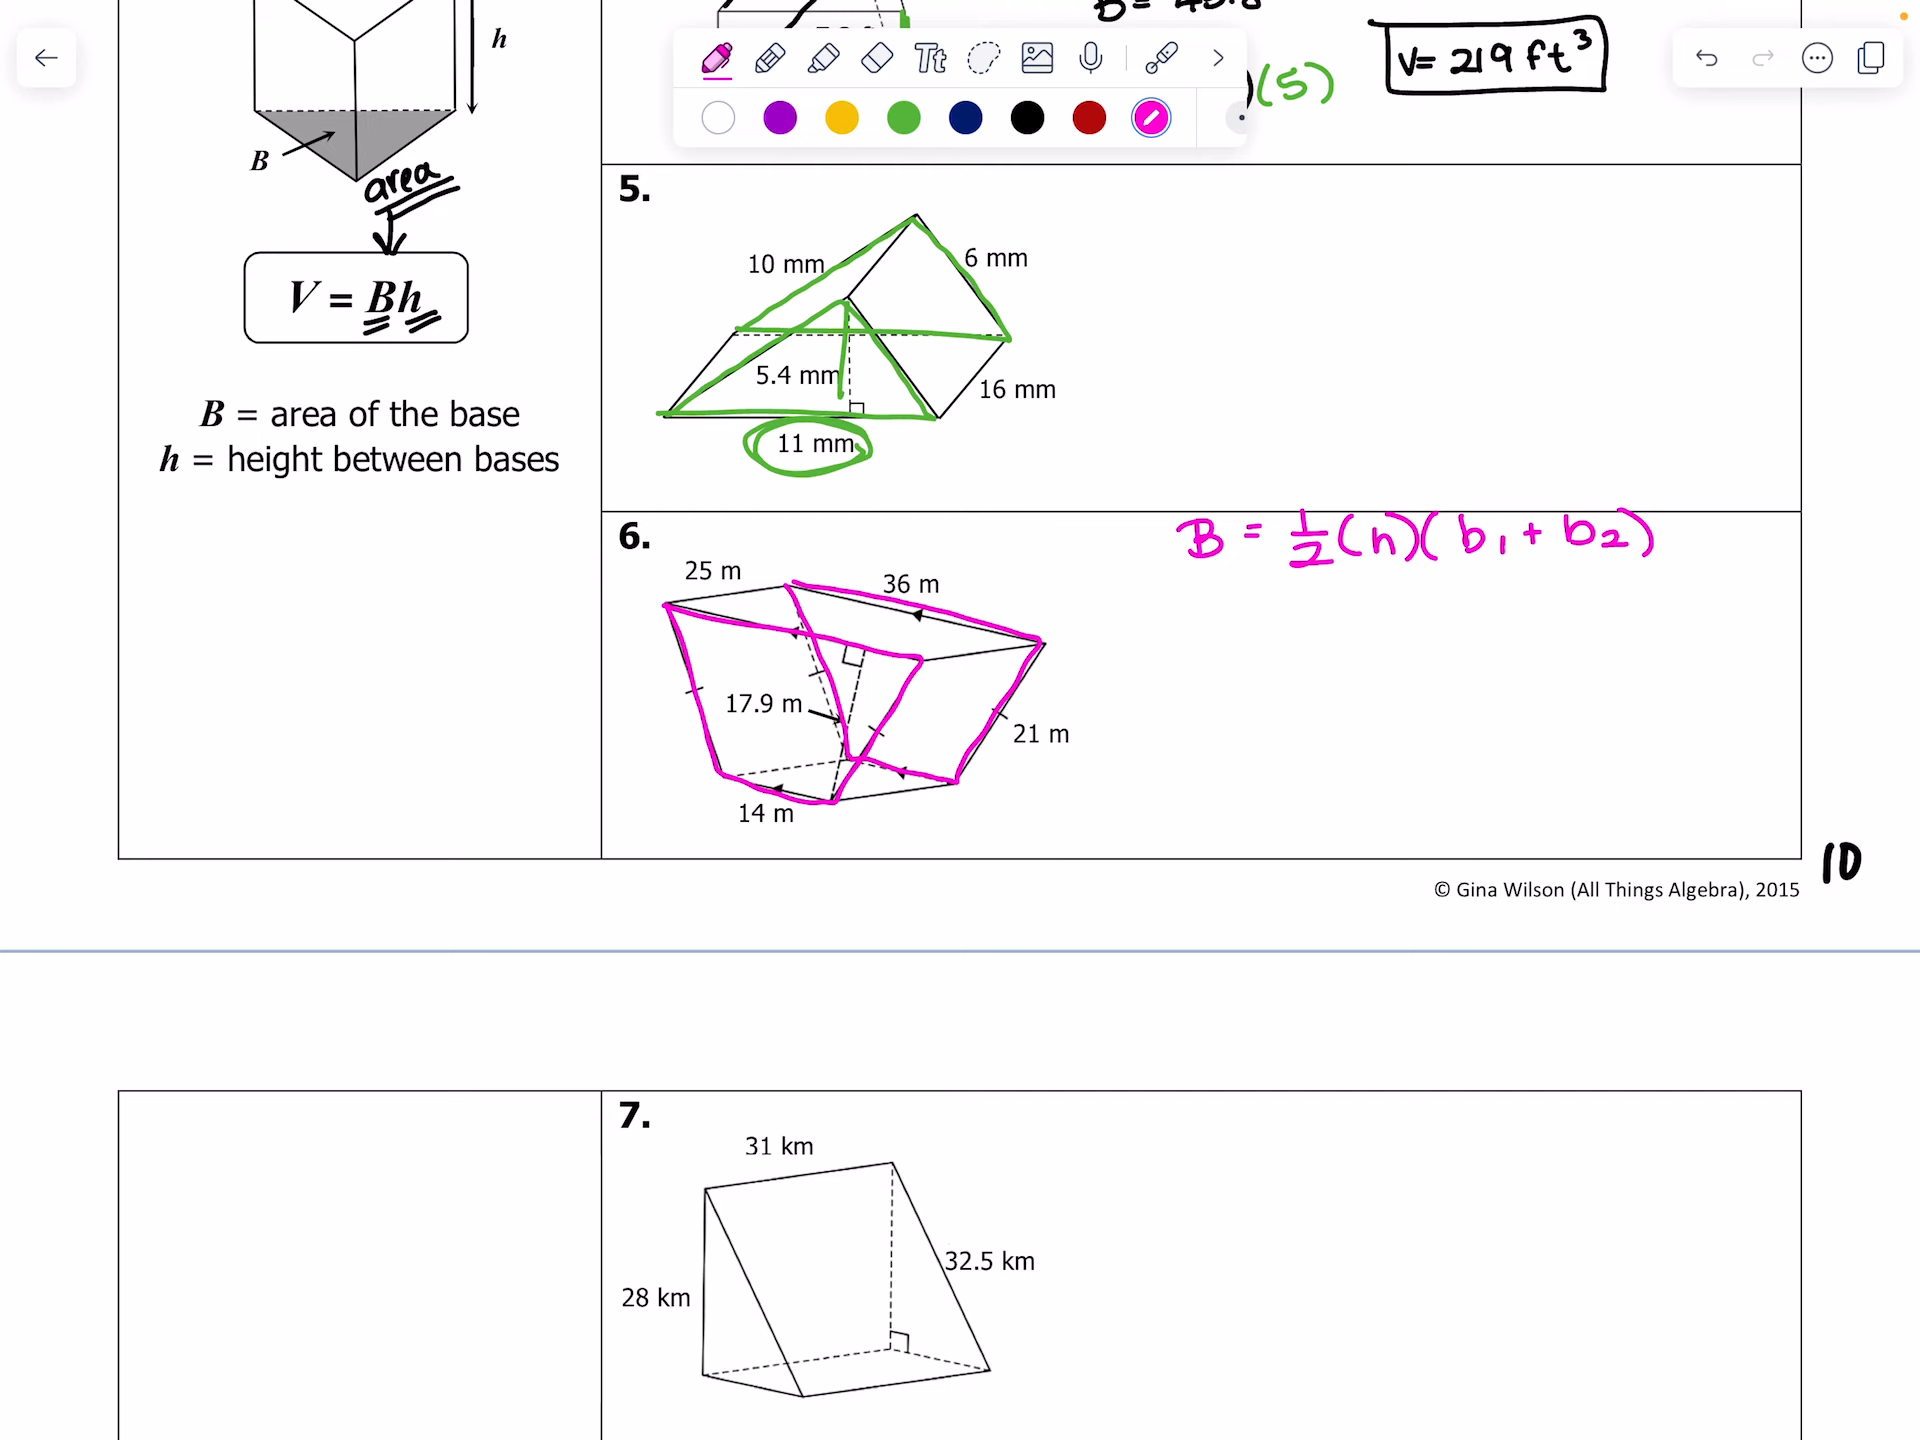 h
V= 219 ft³
(5)
B
area
V = Bh
B = area of the base
h = height between bases
Tt
5.
10 mm
6 mm
5.4 mm
16 mm
11 mm
6.
B = 1/2 (h)(b₁ + b₂)
25 m
36 m
17.9 m
21 m
14 m
10
© Gina Wilson (All Things Algebra), 2015
7.
31 km
32.5 km
28 km